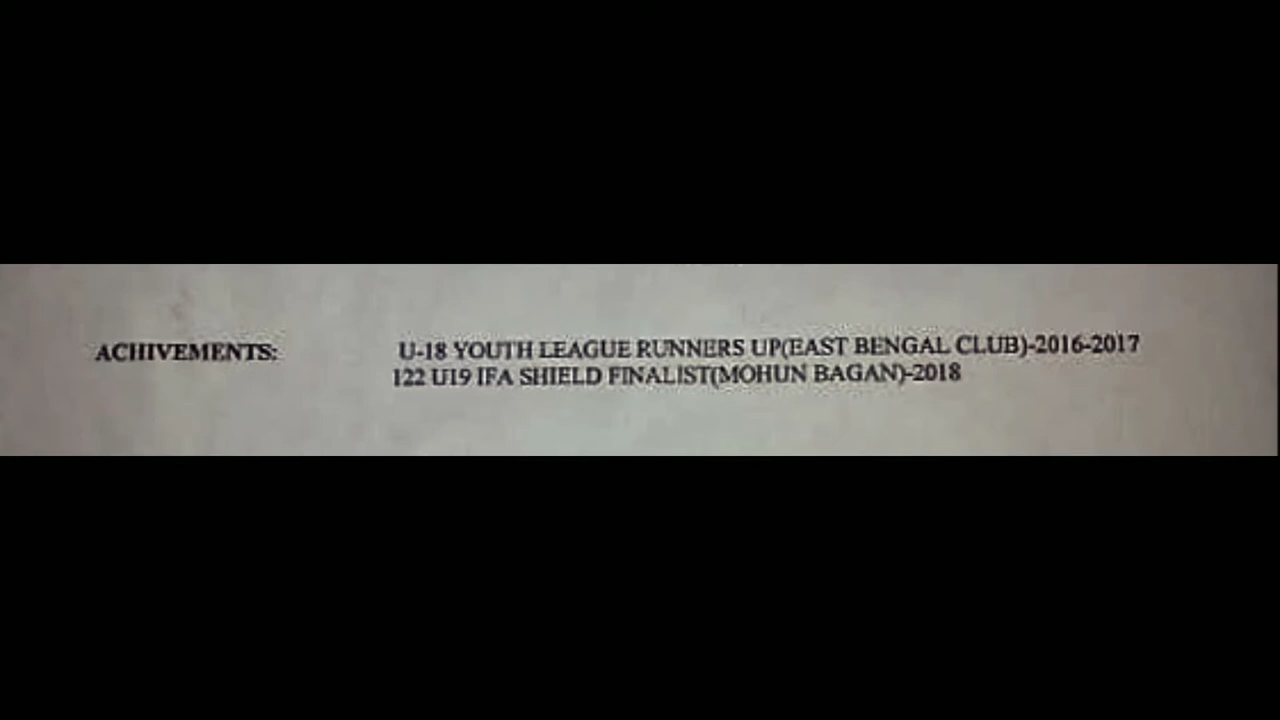 ACHIVEMENTS: U-18 YOUTH LEAGUE RUNNERS UP(EAST BENGAL CLUB)-2016-2017
122 U19 IFA SHIELD FINALIST(MOHUN BAGAN)-2018